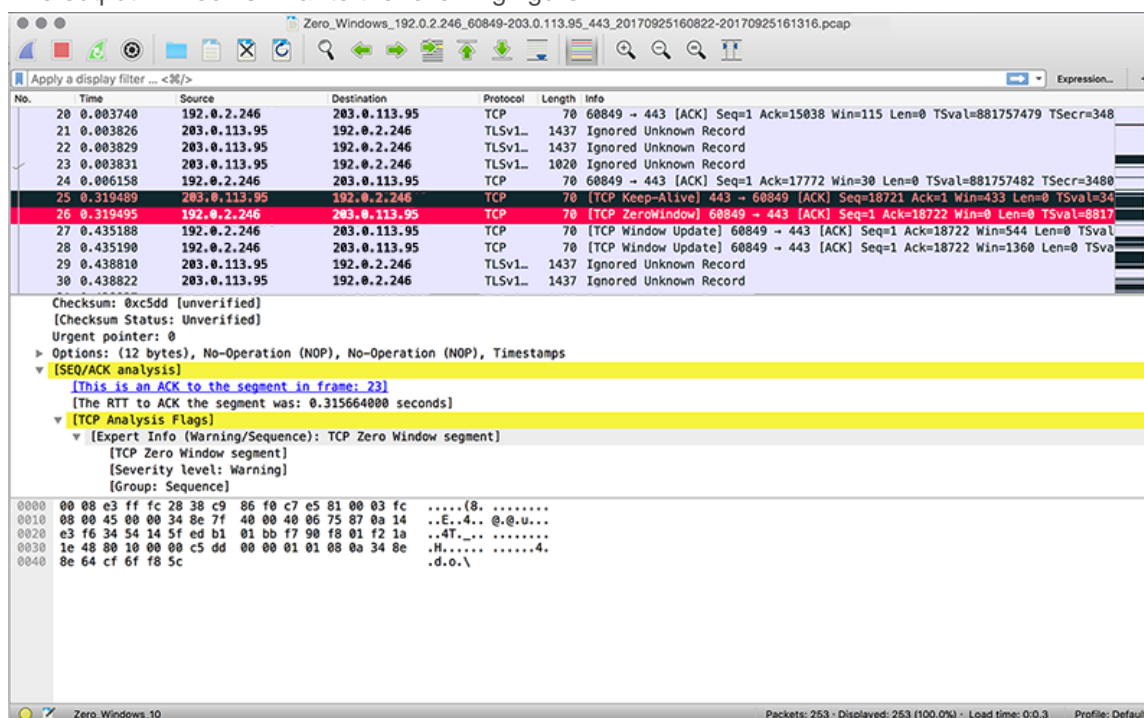 Zero_Windows_192.0.2.246_60849-203.0.113.95_443_20170925160822-20170925161316.pcap
Apply a display filter ... <⌘/>
Expression...
No. Time Source Destination Protocol Length Info
20 0.003740 192.0.2.246 203.0.113.95 TCP 70 60849 → 443 [ACK] Seq=1 Ack=15038 Win=115 Len=0 TSval=881757479 TSecr=348
21 0.003826 203.0.113.95 192.0.2.246 TLSv1… 1437 Ignored Unknown Record
22 0.003829 203.0.113.95 192.0.2.246 TLSv1… 1437 Ignored Unknown Record
23 0.003831 203.0.113.95 192.0.2.246 TLSv1… 1020 Ignored Unknown Record
24 0.006158 192.0.2.246 203.0.113.95 TCP 70 60849 → 443 [ACK] Seq=1 Ack=17772 Win=30 Len=0 TSval=881757482 TSecr=3480
25 0.319489 203.0.113.95 192.0.2.246 TCP 70 [TCP Keep-Alive] 443 → 60849 [ACK] Seq=18721 Ack=1 Win=433 Len=0 TSval=34
26 0.319495 192.0.2.246 203.0.113.95 TCP 70 [TCP ZeroWindow] 60849 → 443 [ACK] Seq=1 Ack=18722 Win=0 Len=0 TSval=8817
27 0.435188 192.0.2.246 203.0.113.95 TCP 70 [TCP Window Update] 60849 → 443 [ACK] Seq=1 Ack=18722 Win=544 Len=0 TSval
28 0.435190 192.0.2.246 203.0.113.95 TCP 70 [TCP Window Update] 60849 → 443 [ACK] Seq=1 Ack=18722 Win=1360 Len=0 TSva
29 0.438810 203.0.113.95 192.0.2.246 TLSv1… 1437 Ignored Unknown Record
30 0.438822 203.0.113.95 192.0.2.246 TLSv1… 1437 Ignored Unknown Record
Checksum: 0xc5dd [unverified]
[Checksum Status: Unverified]
Urgent pointer: 0
Options: (12 bytes), No-Operation (NOP), No-Operation (NOP), Timestamps
[SEQ/ACK analysis]
[This is an ACK to the segment in frame: 23]
[The RTT to ACK the segment was: 0.315664000 seconds]
[TCP Analysis Flags]
[Expert Info (Warning/Sequence): TCP Zero Window segment]
[TCP Zero Window segment]
[Severity level: Warning]
[Group: Sequence]
0000 00 08 e3 ff fc 28 38 c9 86 f0 c7 e5 81 00 03 fc .....(8. ........
0010 08 00 45 00 00 34 8e 7f 40 00 40 06 75 87 0a 14 ..E..4.. @.@.u...
0020 e3 f6 34 54 14 5f ed b1 01 bb f7 90 f8 01 f2 1a ..4T._.. ........
0030 1e 48 80 10 00 00 c5 dd 00 00 01 01 08 0a 34 8e .H...... ......4.
0040 8e 64 cf 6f f8 5c .d.o.\
Zero_Windows_10
Packets: 253 · Displayed: 253 (100.0%) · Load time: 0:0.3
Profile: Defaul